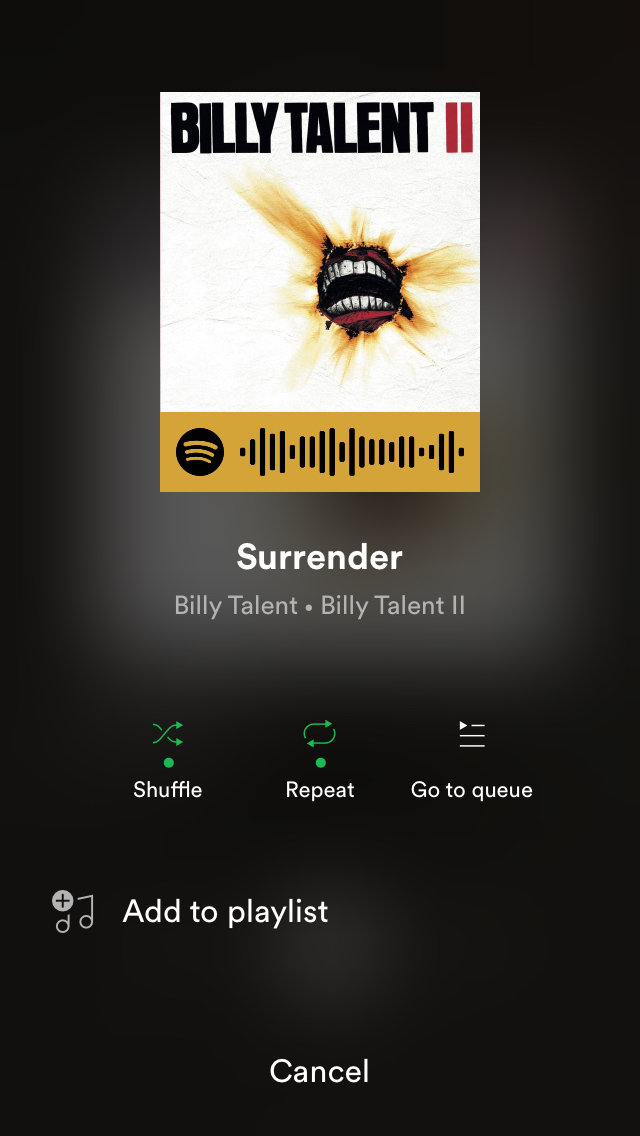 BILLY TALENT II
Surrender
Billy Talent • Billy Talent II
Shuffle
Repeat
Go to queue
Add to playlist
Cancel